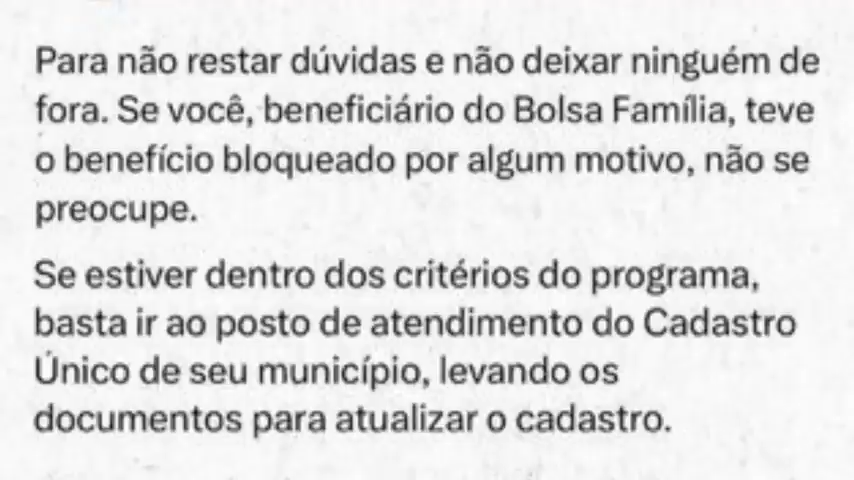 Para não restar dúvidas e não deixar ninguém de
fora. Se você, beneficiário do Bolsa Família, teve
o benefício bloqueado por algum motivo, não se
preocupe.
Se estiver dentro dos critérios do programa,
basta ir ao posto de atendimento do Cadastro
Único de seu município, levando os
documentos para atualizar o cadastro.